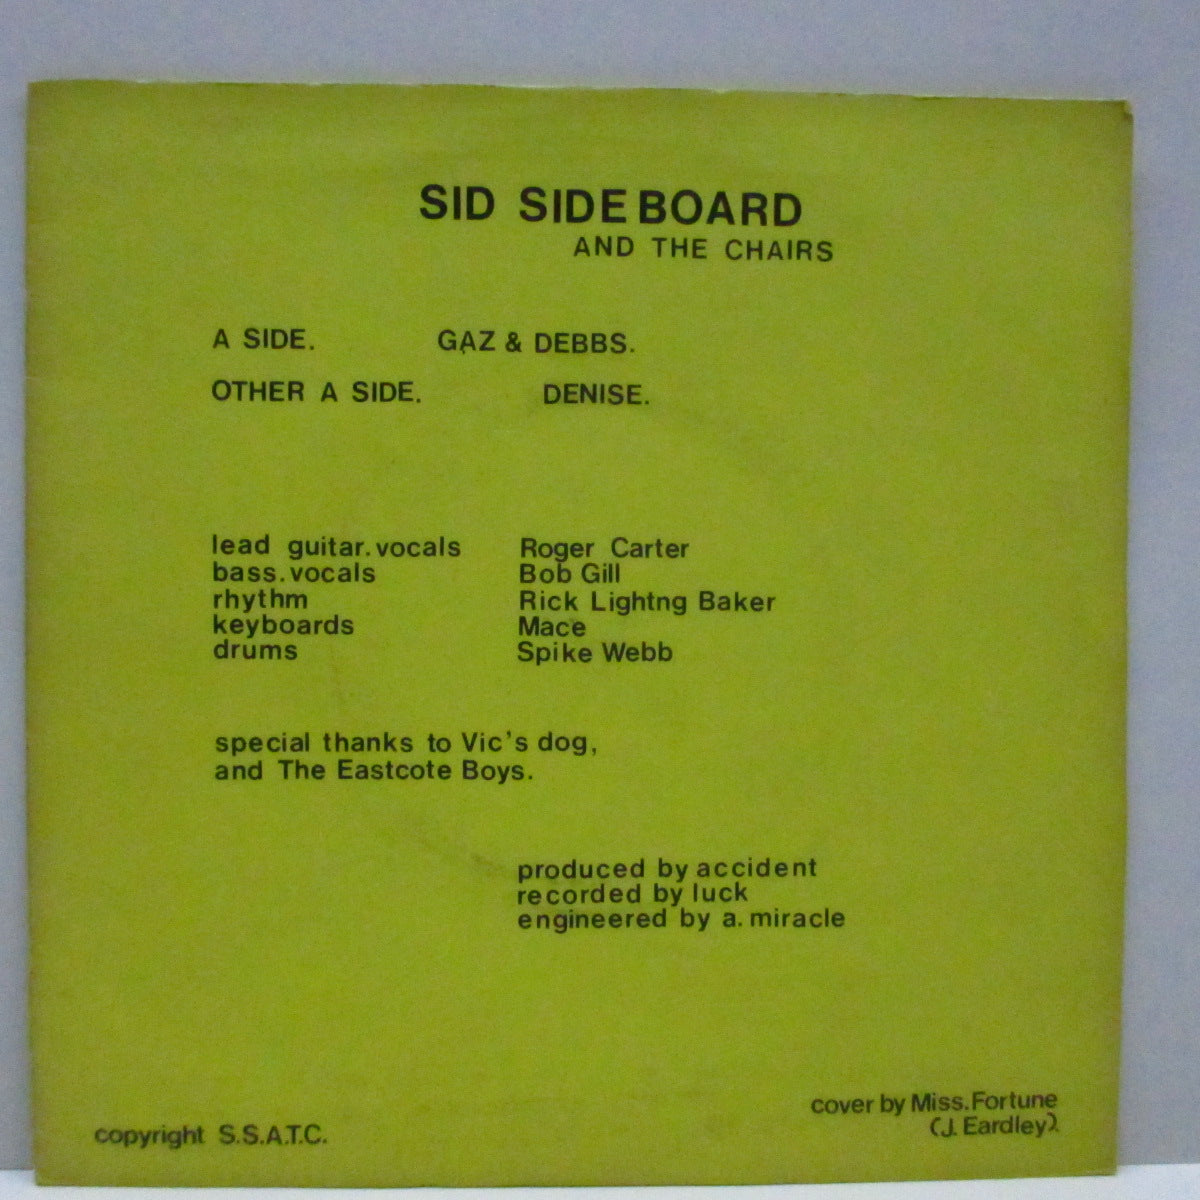 SID SIDEBOARD
AND THE CHAIRS
A SIDE. GAZ & DEBBS.
OTHER A SIDE. DENISE.
lead guitar.vocals Roger Carter
bass.vocals Bob Gill
rhythm Rick Lightng Baker
keyboards Mace
drums Spike Webb
special thanks to Vic's dog,
and The Eastcote Boys.
produced by accident
recorded by luck
engineered by a. miracle
cover by Miss.Fortune
(J. Eardley).
copyright S.S.A.T.C.